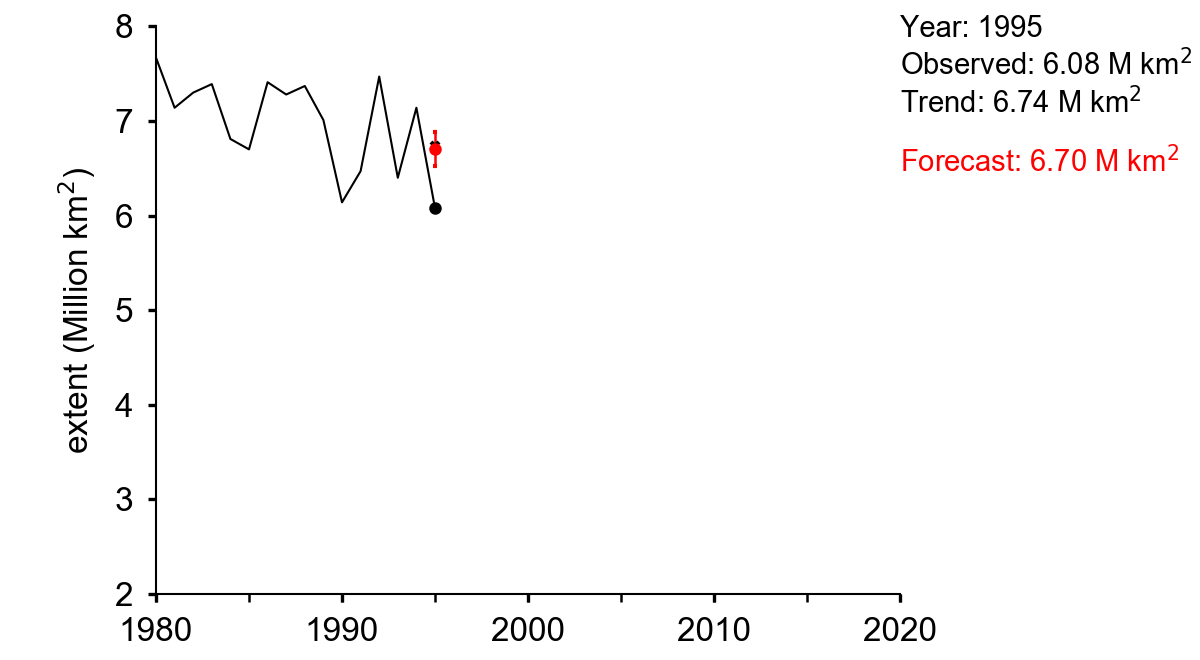 8
7
6
5
4
3
2
extent (Million km²)
1980
1990
2000
2010
2020
Year: 1995
Observed: 6.08 M km²
Trend: 6.74 M km²
Forecast: 6.70 M km²